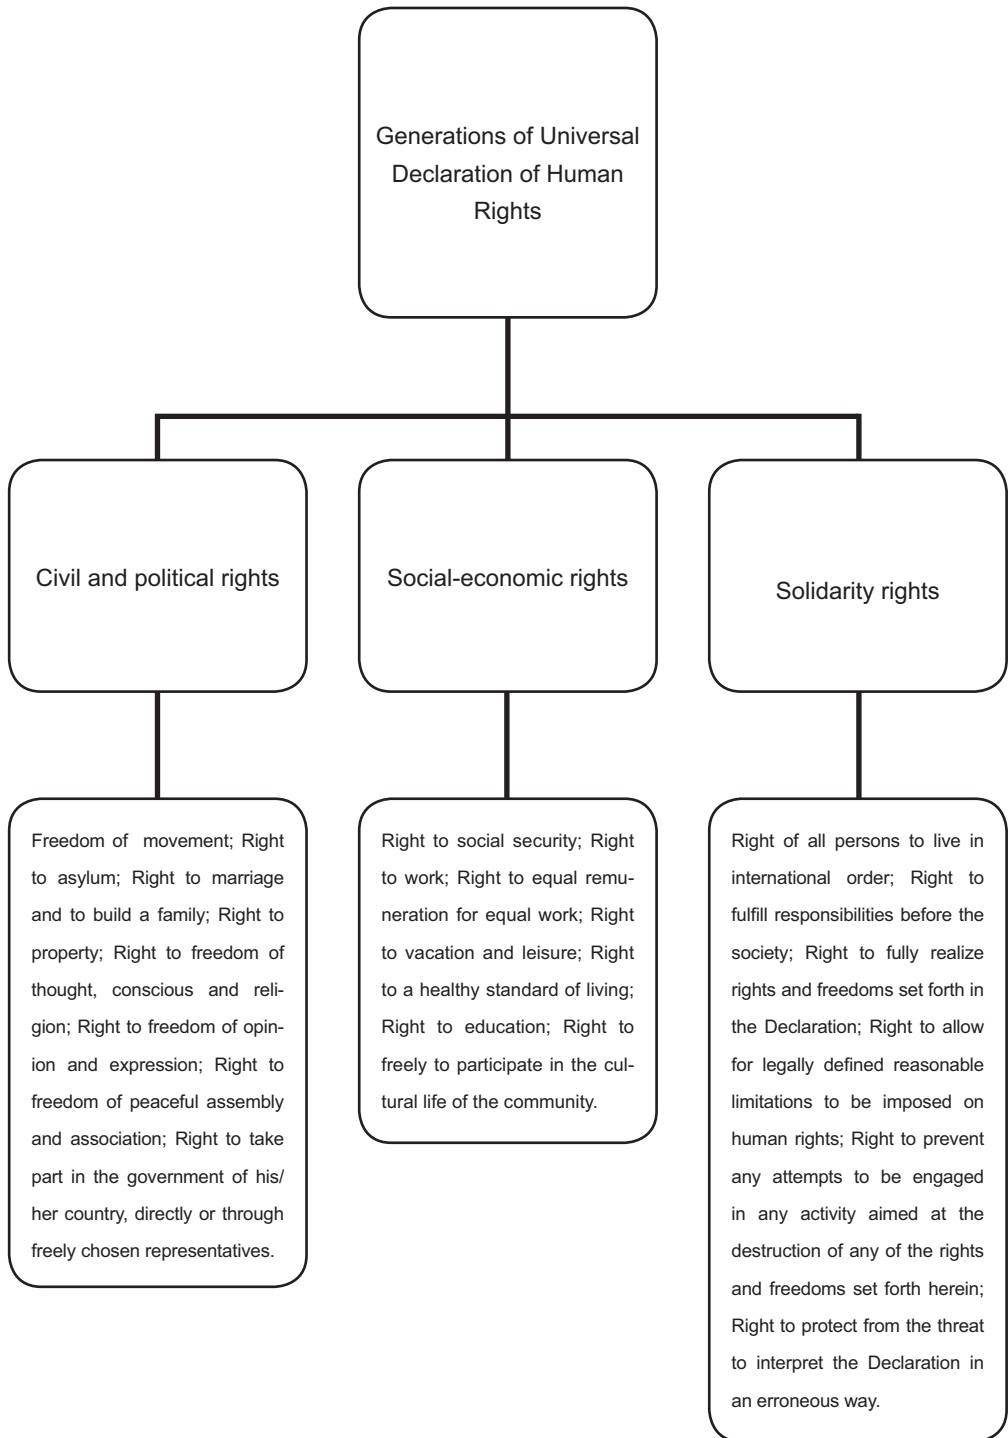 Generations of Universal
Declaration of Human
Rights
Civil and political rights
Social-economic rights
Solidarity rights
Freedom of movement; Right
to asylum; Right to marriage
and to build a family; Right to
property; Right to freedom of
thought, conscious and reli-
gion; Right to freedom of opin-
ion and expression; Right to
freedom of peaceful assembly
and association; Right to take
part in the government of his/
her country, directly or through
freely chosen representatives.
Right to social security; Right
to work; Right to equal remu-
neration for equal work; Right
to vacation and leisure; Right
to a healthy standard of living;
Right to education; Right to
freely to participate in the cul-
tural life of the community.
Right of all persons to live in
international order; Right to
fulfill responsibilities before the
society; Right to fully realize
rights and freedoms set forth in
the Declaration; Right to allow
for legally defined reasonable
limitations to be imposed on
human rights; Right to prevent
any attempts to be engaged
in any activity aimed at the
destruction of any of the rights
and freedoms set forth herein;
Right to protect from the threat
to interpret the Declaration in
an erroneous way.